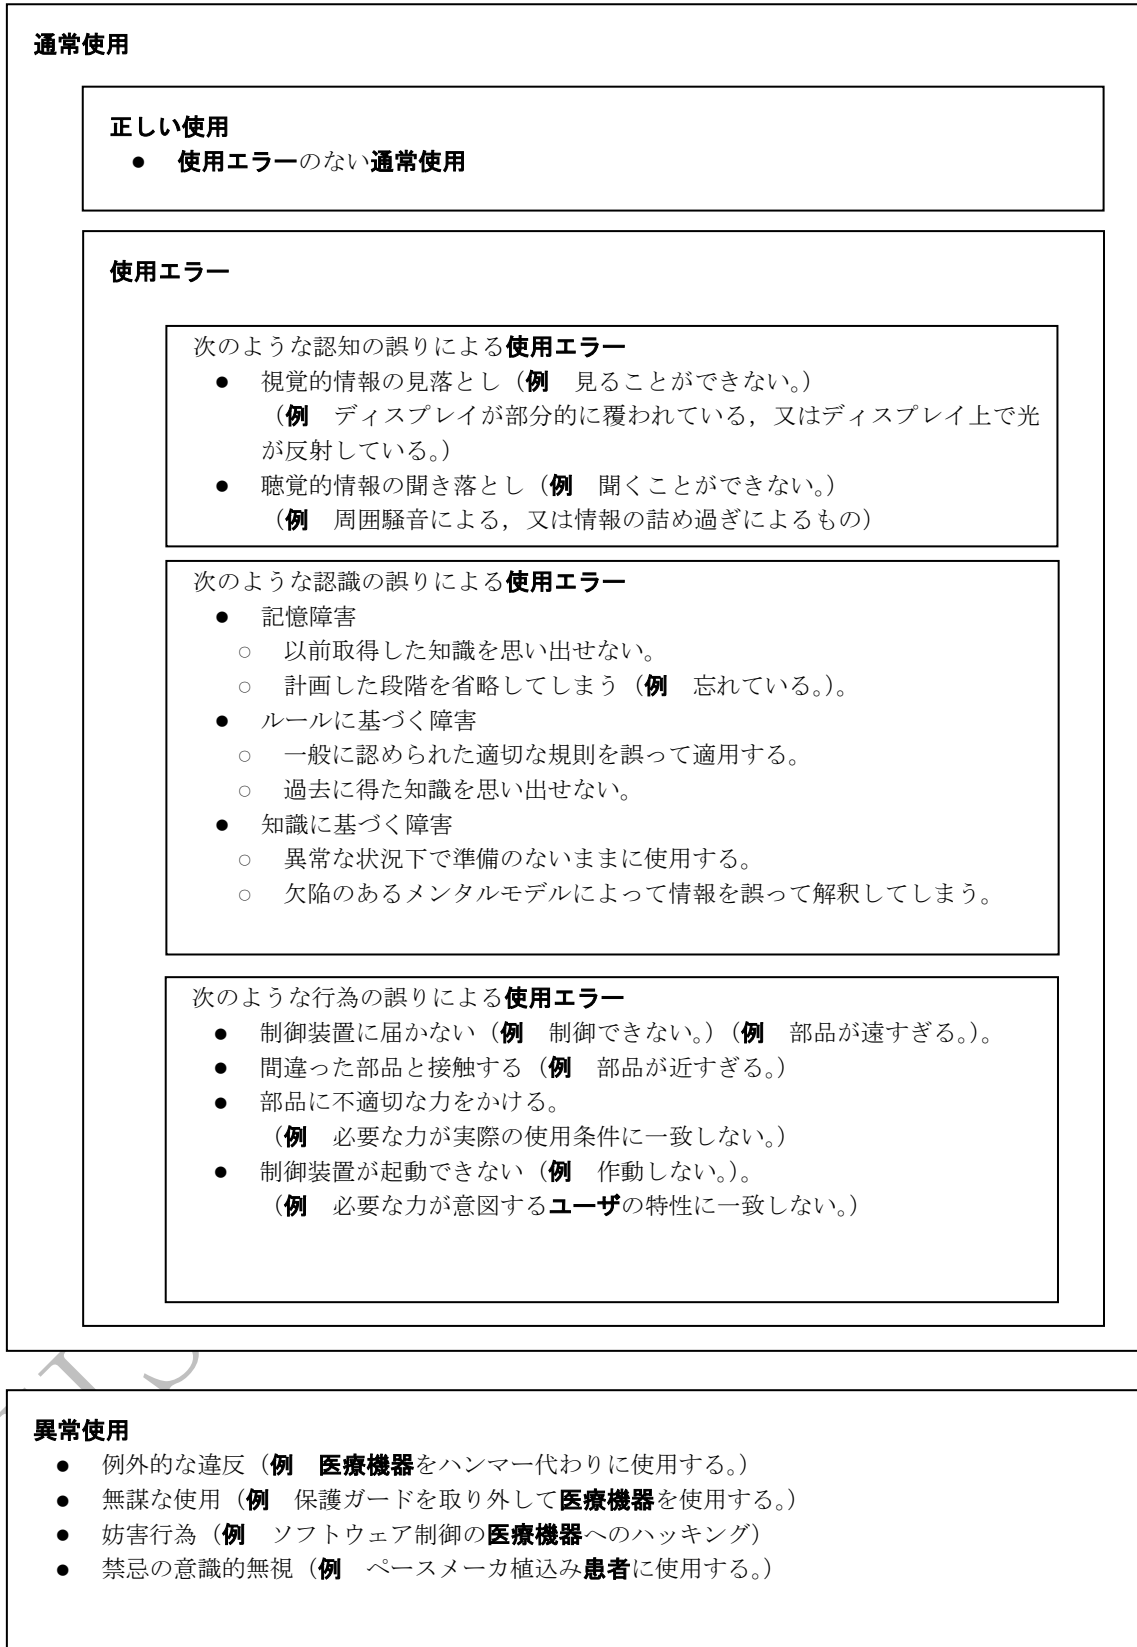 通常使用
正しい使用
● 使用エラーのない通常使用
使用エラー
次のような認知の誤りによる使用エラー
● 視覚的情報の見落とし（例　見ることができない。）
（例　ディスプレイが部分的に覆われている，又はディスプレイ上で光
が反射している。）
● 聴覚的情報の聞き落とし（例　聞くことができない。）
（例　周囲騒音による，又は情報の詰め過ぎによるもの）
次のような認識の誤りによる使用エラー
● 記憶障害
○ 以前取得した知識を思い出せない。
○ 計画した段階を省略してしまう（例　忘れている。）。
● ルールに基づく障害
○ 一般に認められた適切な規則を誤って適用する。
○ 過去に得た知識を思い出せない。
● 知識に基づく障害
○ 異常な状況下で準備のないままに使用する。
○ 欠陥のあるメンタルモデルによって情報を誤って解釈してしまう。
次のような行為の誤りによる使用エラー
● 制御装置に届かない（例　制御できない。）（例　部品が遠すぎる。）。
● 間違った部品と接触する（例　部品が近すぎる。）
● 部品に不適切な力をかける。
（例　必要な力が実際の使用条件に一致しない。）
● 制御装置が起動できない（例　作動しない。）。
（例　必要な力が意図するユーザの特性に一致しない。）
異常使用
● 例外的な違反（例　医療機器をハンマー代わりに使用する。）
● 無謀な使用（例　保護ガードを取り外して医療機器を使用する。）
● 妨害行為（例　ソフトウェア制御の医療機器へのハッキング）
● 禁忌の意識的無視（例　ペースメーカ植込み患者に使用する。）